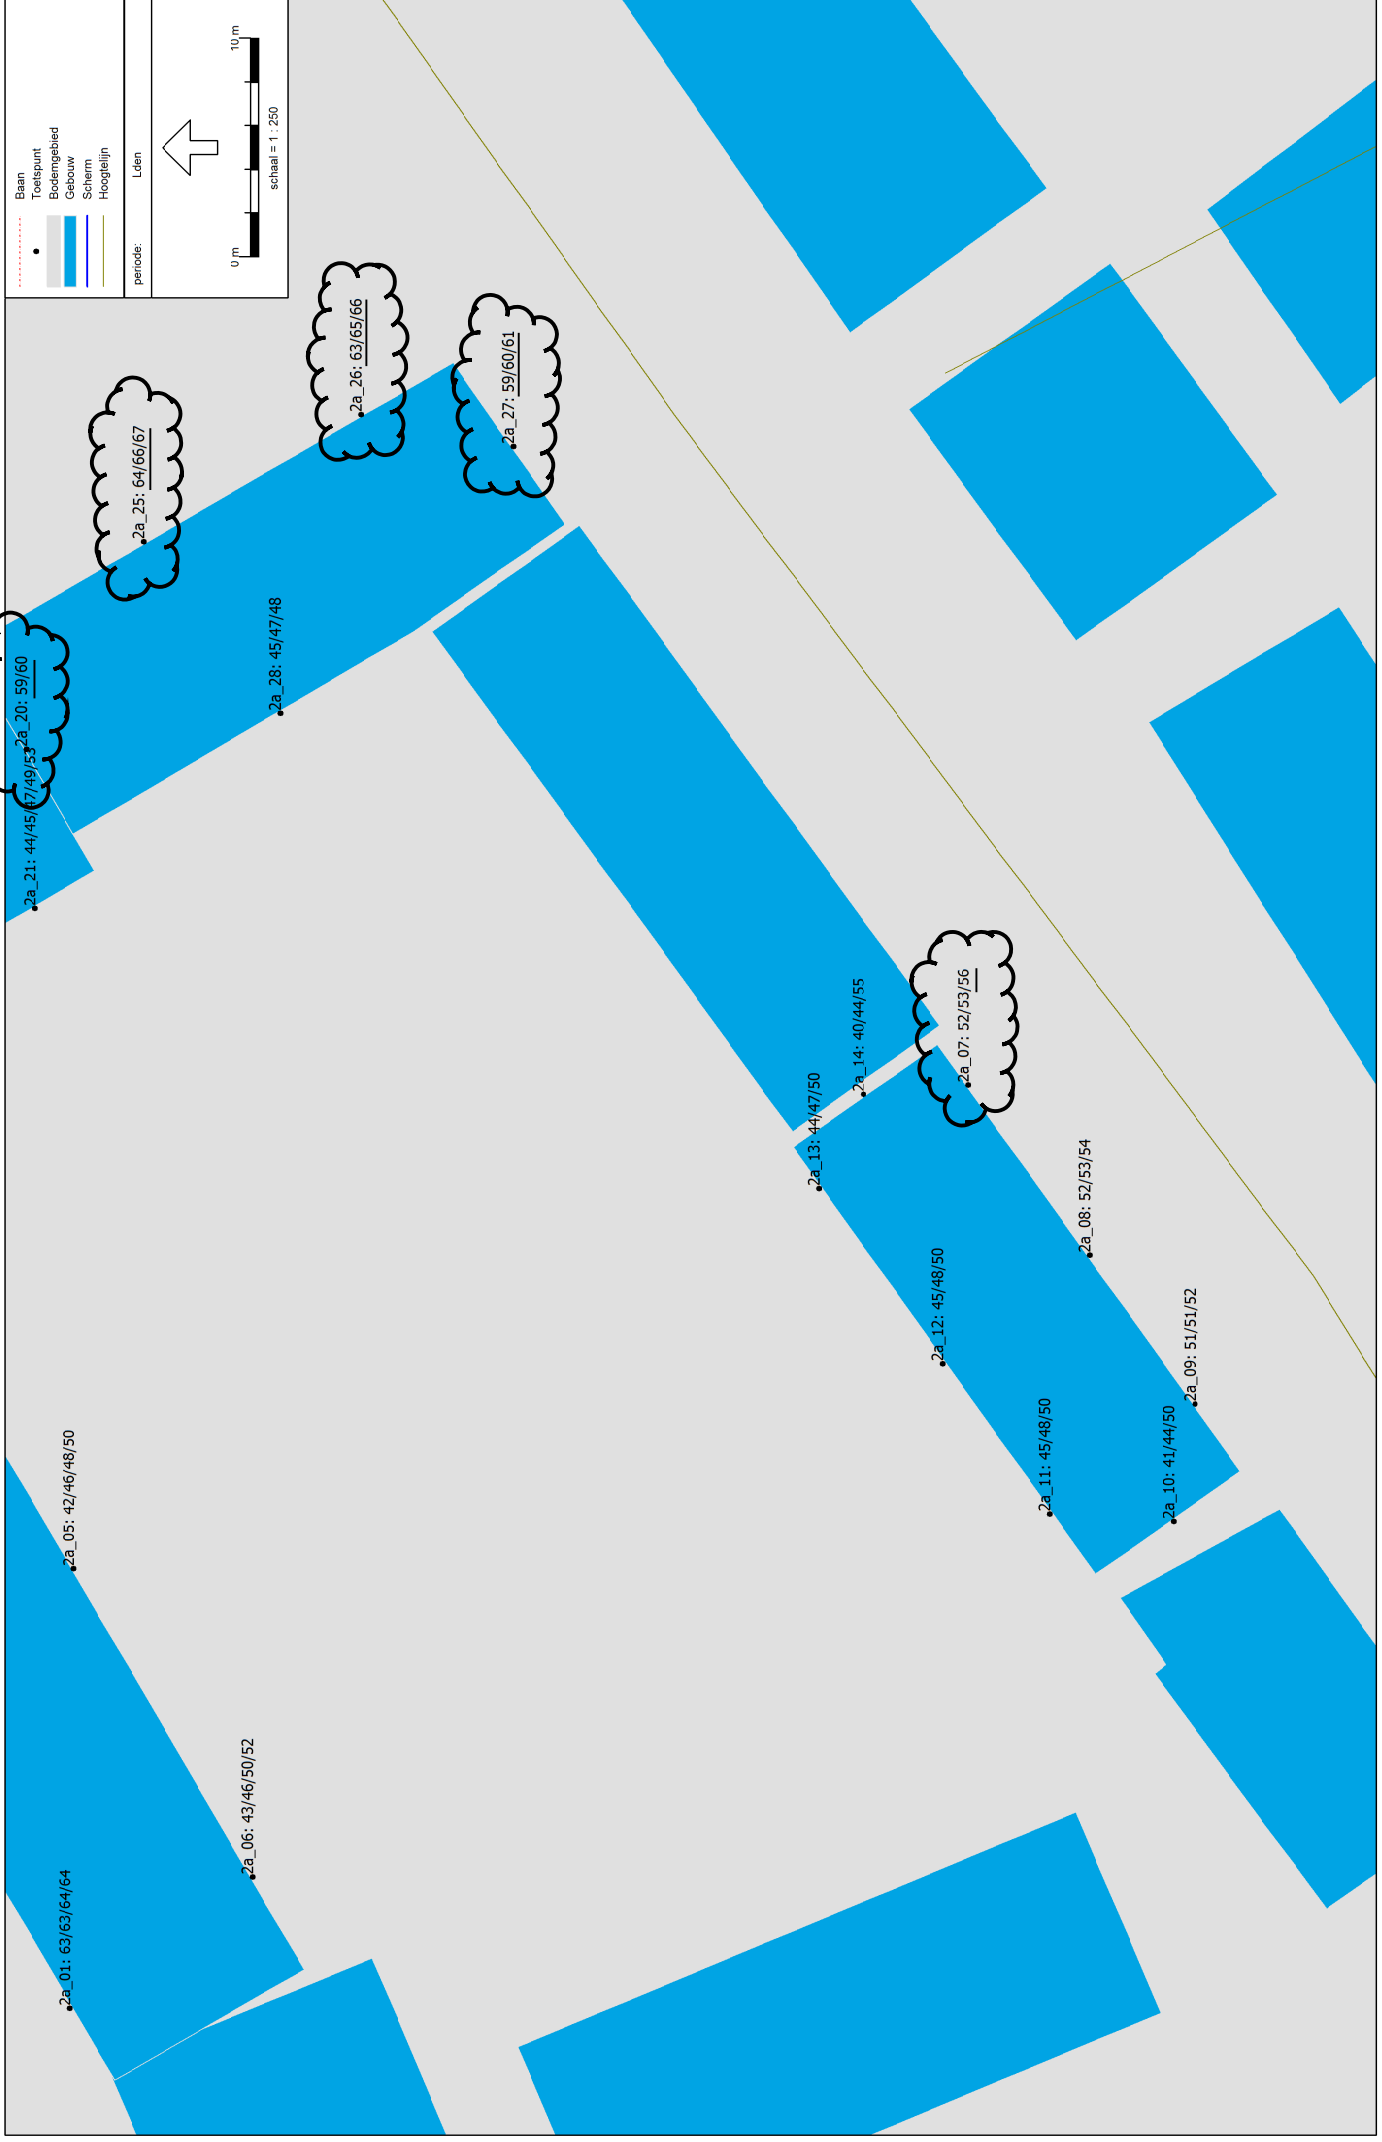 Baan
Toetspunt
Bodemgebied
Gebouw
Scherm
Hoogtelijn
periode: Lden
0 m 10 m
schaal = 1 : 250
2a_20: 59/60
2a_21: 44/45/47/49/53
2a_25: 64/66/67
2a_26: 63/65/66
2a_27: 59/60/61
2a_28: 45/47/48
2a_14: 40/44/55
2a_13: 44/47/50
2a_07: 52/53/56
2a_08: 52/53/54
2a_12: 45/48/50
2a_09: 51/51/52
2a_11: 45/48/50
2a_10: 41/44/50
2a_05: 42/46/48/50
2a_06: 43/46/50/52
2a_01: 63/63/64/64